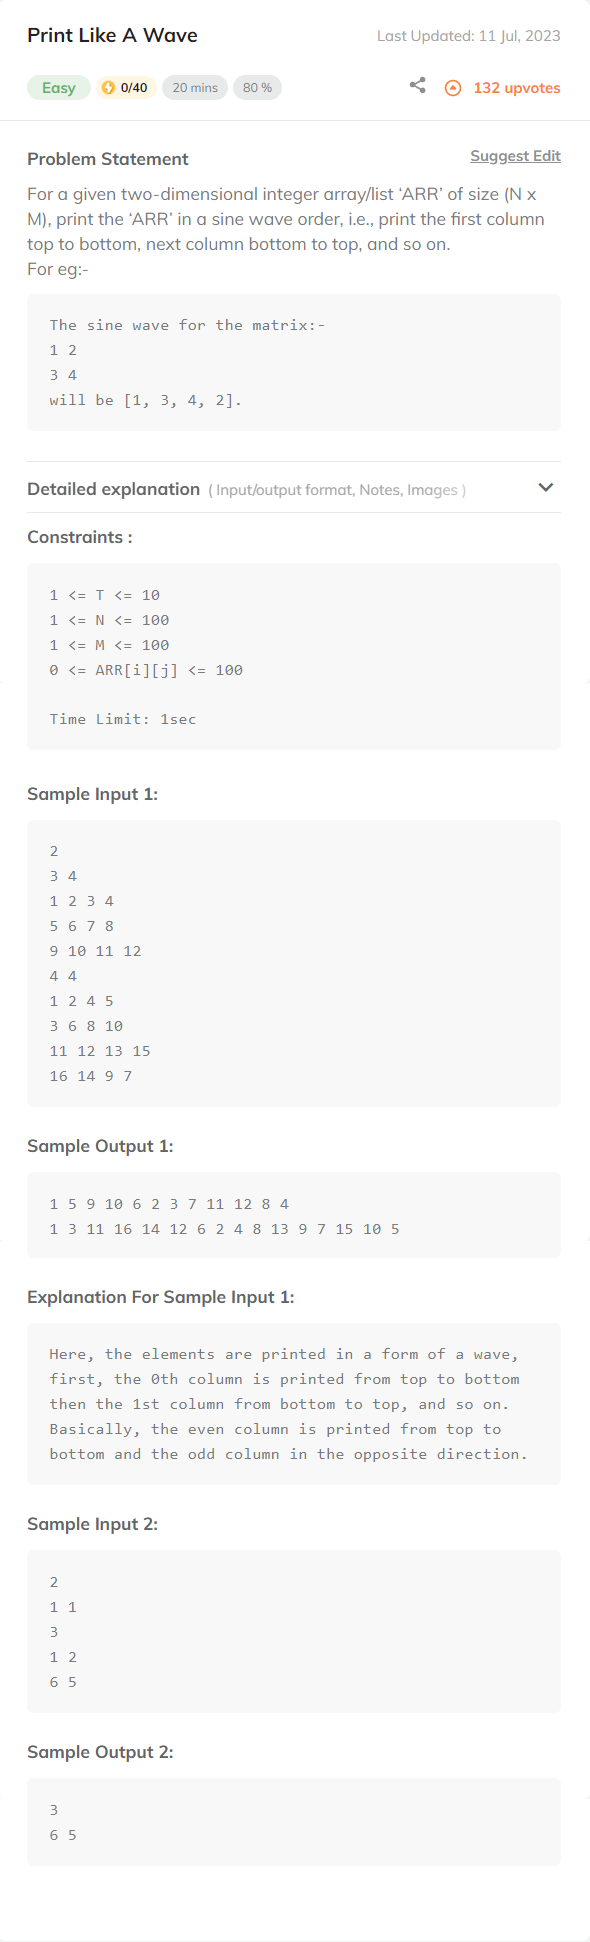 Print Like A Wave
Last Updated: 11 Jul, 2023
Easy
0/40
20 mins
80 %
132 upvotes
Problem Statement
Suggest Edit
For a given two-dimensional integer array/list ‘ARR’ of size (N x
M), print the ‘ARR’ in a sine wave order, i.e., print the first column
top to bottom, next column bottom to top, and so on.
For eg:-
The sine wave for the matrix:-
1 2
3 4
will be [1, 3, 4, 2].
Detailed explanation ( Input/output format, Notes, Images )
Constraints :
1 <= T <= 10
1 <= N <= 100
1 <= M <= 100
0 <= ARR[i][j] <= 100
Time Limit: 1sec
Sample Input 1:
2
3 4
1 2 3 4
5 6 7 8
9 10 11 12
4 4
1 2 4 5
3 6 8 10
11 12 13 15
16 14 9 7
Sample Output 1:
1 5 9 10 6 2 3 7 11 12 8 4
1 3 11 16 14 12 6 2 4 8 13 9 7 15 10 5
Explanation For Sample Input 1:
Here, the elements are printed in a form of a wave,
first, the 0th column is printed from top to bottom
then the 1st column from bottom to top, and so on.
Basically, the even column is printed from top to
bottom and the odd column in the opposite direction.
Sample Input 2:
2
1 1
3
1 2
6 5
Sample Output 2:
3
6 5